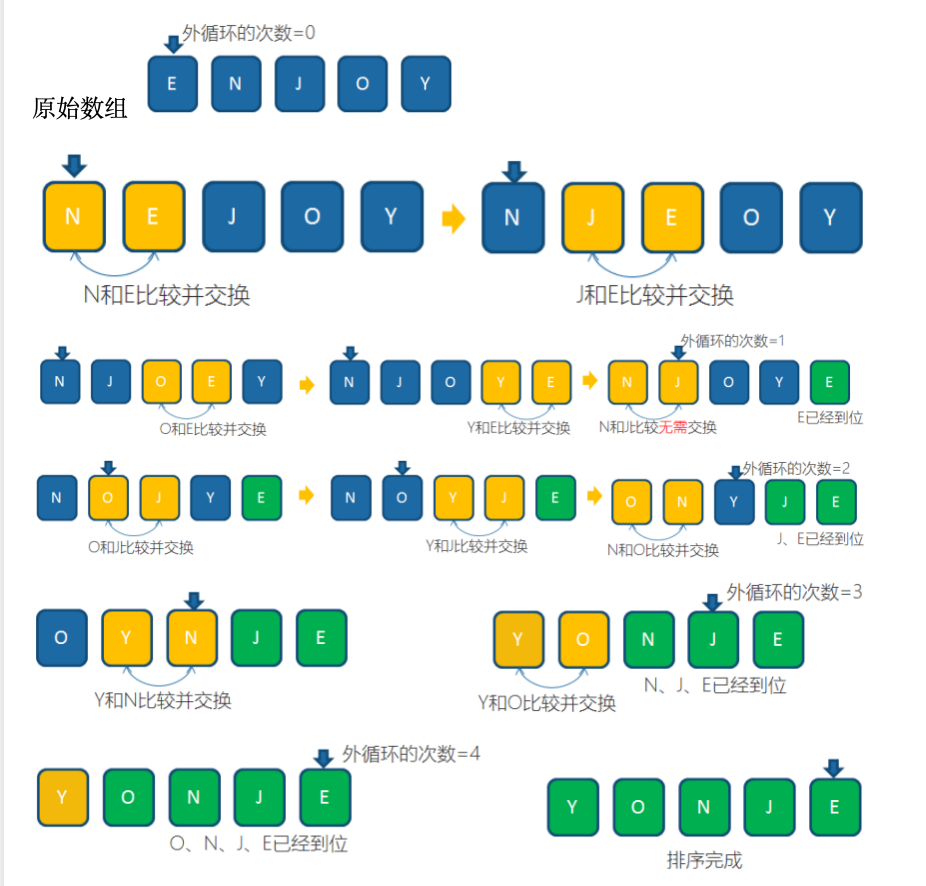 外循环的次数=0
E N J O Y
原始数组
N E J O Y
N J E O Y
N和E比较并交换
J和E比较并交换
外循环的次数=1
N J O E Y
N J O Y E
N J O Y E
O和E比较并交换
Y和E比较并交换
N和J比较无需交换
E已经到位
外循环的次数=2
N O J Y E
N O Y J E
O N Y J E
O和J比较并交换
Y和J比较并交换
N和O比较并交换
J、E已经到位
外循环的次数=3
O Y N J E
Y O N J E
Y和N比较并交换
Y和O比较并交换
N、J、E已经到位
外循环的次数=4
Y O N J E
Y O N J E
O、N、J、E已经到位
排序完成